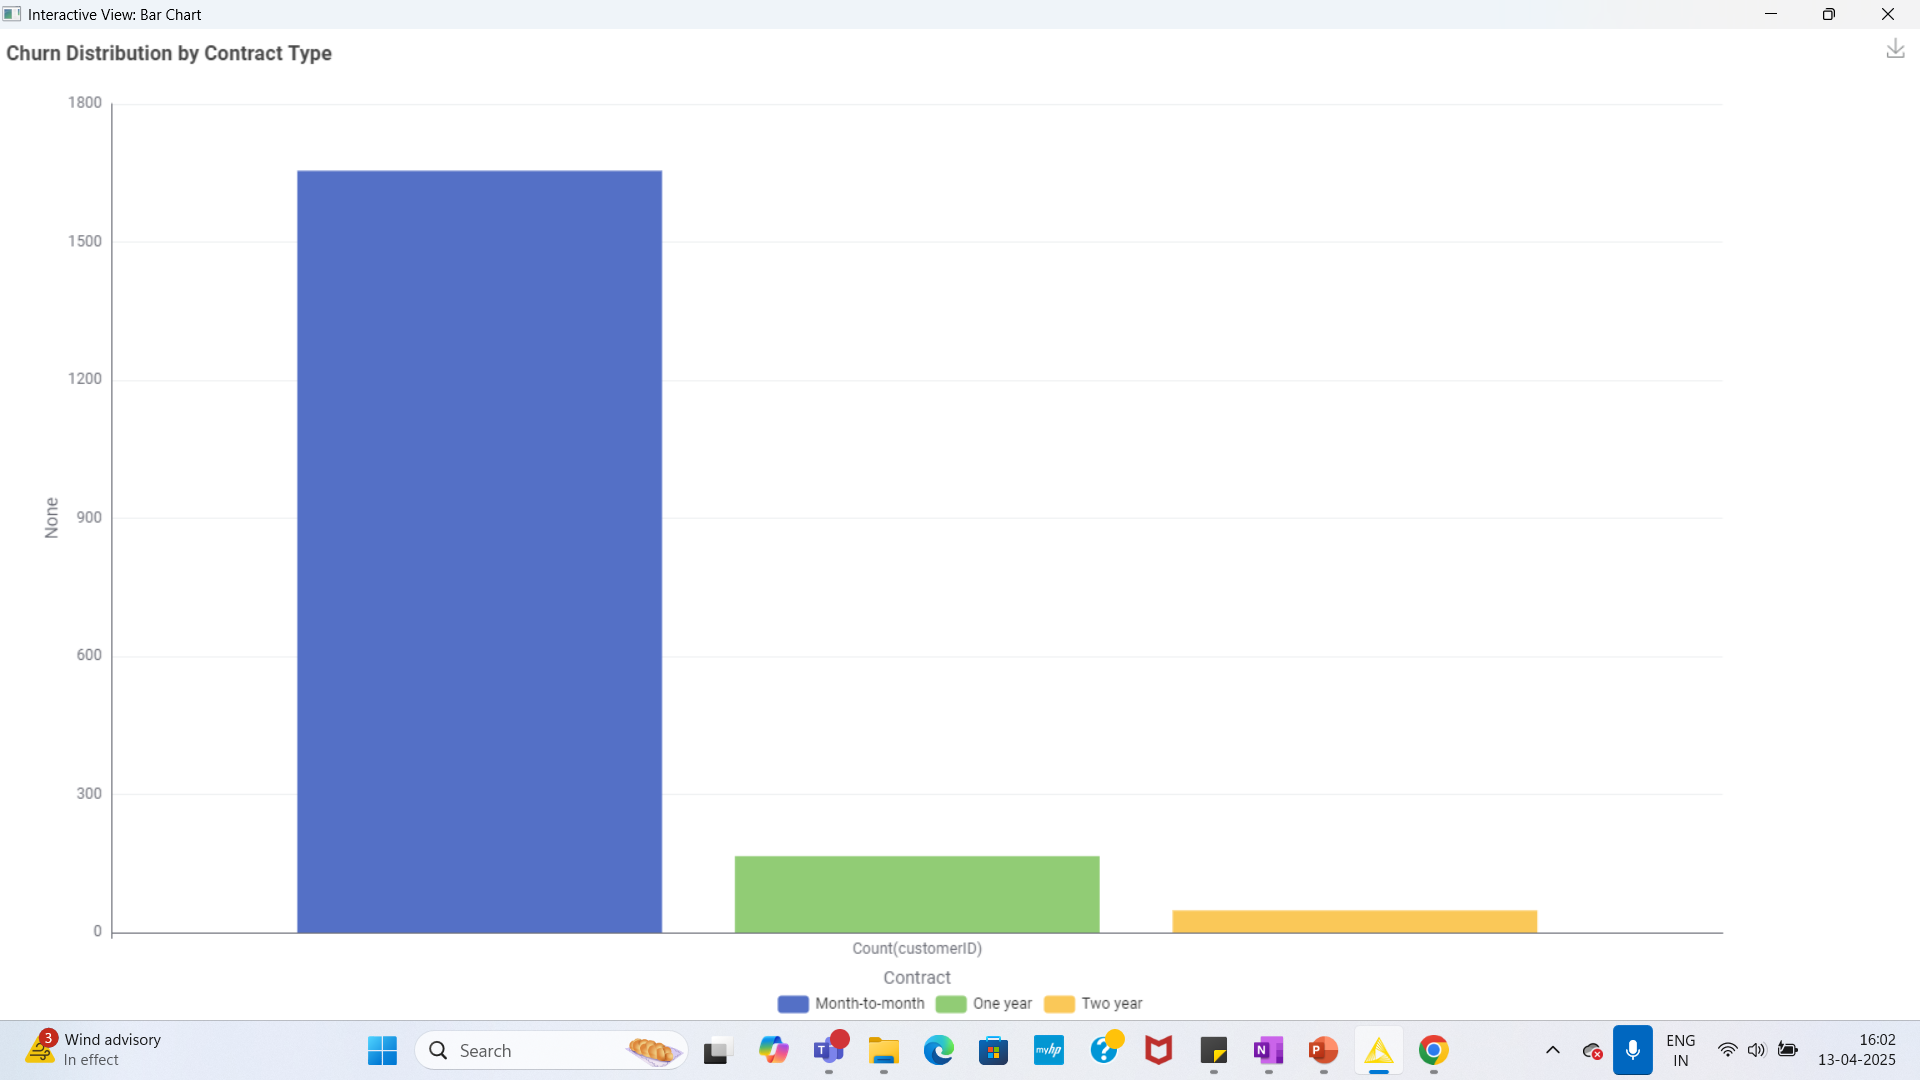 Interactive View: Bar Chart
Churn Distribution by Contract Type
1800
1500
1200
900
600
300
0
None
Count(customerID)
Contract
Month-to-month One year Two year
3
Wind advisory
In effect
Search
T
myhp
?
N
P
ENG
IN
16:02
13-04-2025